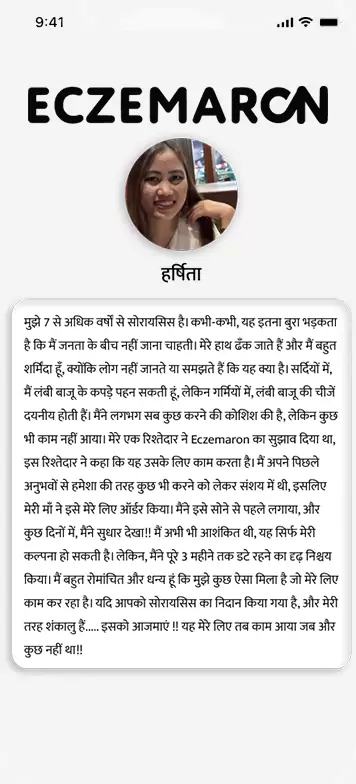 9:41
ECZEMARON
हर्षिता
मुझे 7 से अधिक वर्षों से सोरायसिस है। कभी-कभी, यह इतना बुरा भड़कता
है कि मैं जनता के बीच नहीं जाना चाहती। मेरे हाथ ढँक जाते हैं और मैं बहुत
शर्मिंदा हूँ, क्योंकि लोग नहीं जानते या समझते हैं कि यह क्या है। सर्दियों में,
मैं लंबी बाजू के कपड़े पहन सकती हूं, लेकिन गर्मियों में, लंबी बाजू की चीजें
दयनीय होती हैं। मैंने लगभग सब कुछ करने की कोशिश की है, लेकिन कुछ
भी काम नहीं आया। मेरे एक रिश्तेदार ने Eczemaron का सुझाव दिया था,
इस रिश्तेदार ने कहा कि यह उसके लिए काम करता है। मैं अपने पिछले
अनुभवों से हमेशा की तरह कुछ भी करने को लेकर संशय में थी, इसलिए
मेरी माँ ने इसे मेरे लिए ऑर्डर किया। मैंने इसे सोने से पहले लगाया, और
कुछ दिनों में, मैंने सुधार देखा!! मैं अभी भी आशंकित थी, यह सिर्फ मेरी
कल्पना हो सकती है। लेकिन, मैंने पूरे 3 महीने तक डटे रहने का दृढ़ निश्चय
किया। मैं बहुत रोमांचित और धन्य हूं कि मुझे कुछ ऐसा मिला है जो मेरे लिए
काम कर रहा है। यदि आपको सोरायसिस का निदान किया गया है, और मेरी
तरह शंकालु हैं..... इसको आजमाएं !! यह मेरे लिए तब काम आया जब और
कुछ नहीं था!!